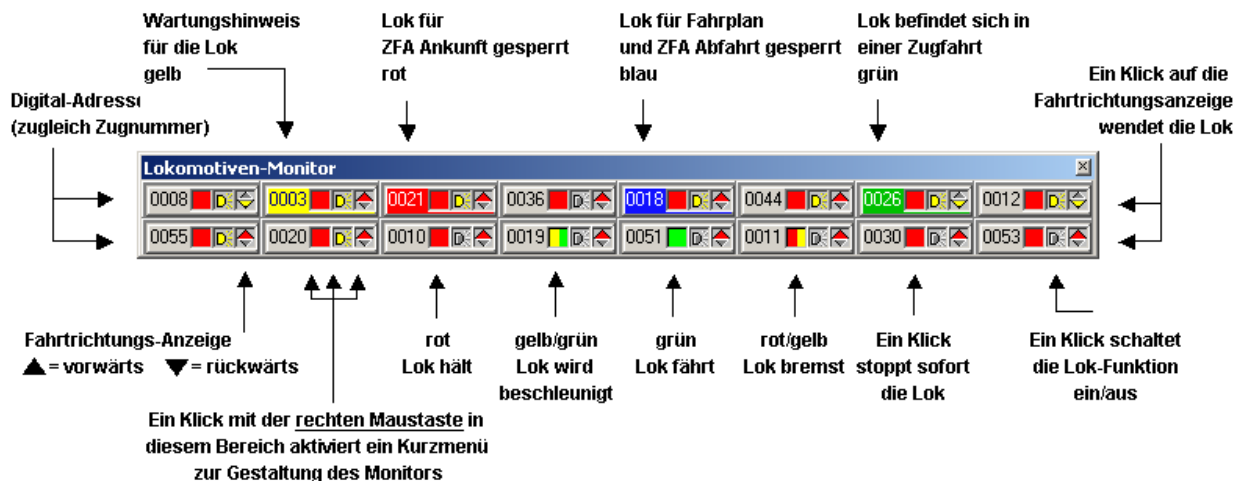 Wartungshinweis
für die Lok
gelb
Lok für
ZFA Ankunft gesperrt
rot
Lok für Fahrplan
und ZFA Abfahrt gesperrt
blau
Lok befindet sich in
einer Zugfahrt
grün
Ein Klick auf die
Fahrtrichtungsanzeige
wendet die Lok
Digital-Adresse
(zugleich Zugnummer)
Lokomotiven-Monitor
0008 D 0003 D 0021 D 0036 D 0018 D 0044 D 0026 D 0012 D
0055 D 0020 D 0010 D 0019 D 0051 D 0011 D 0030 D 0053 D
Fahrtrichtungs-Anzeige
▲= vorwärts ▼= rückwärts
rot
Lok hält
gelb/grün
Lok wird
beschleunigt
grün
Lok fährt
rot/gelb
Lok bremst
Ein Klick
stoppt sofort
die Lok
Ein Klick schaltet
die Lok-Funktion
ein/aus
Ein Klick mit der rechten Maustaste in
diesem Bereich aktiviert ein Kurzmenü
zur Gestaltung des Monitors